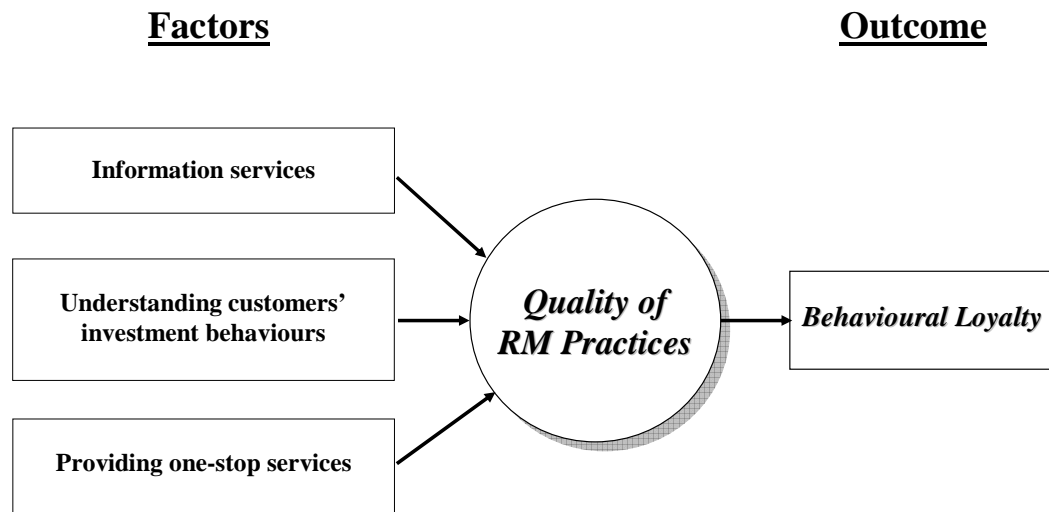 Factors
Outcome
Information services
Understanding customers’
investment behaviours
Providing one-stop services
Quality of
RM Practices
Behavioural Loyalty